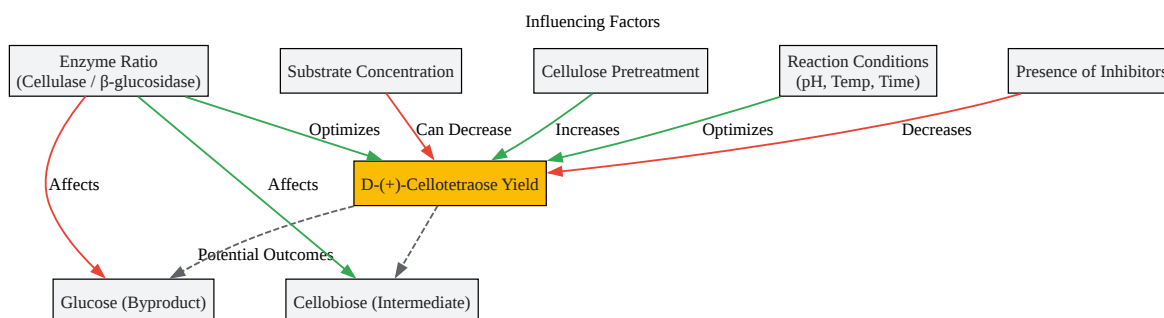 Influencing Factors
Enzyme Ratio
(Cellulase / β-glucosidase)
Substrate Concentration
Cellulose Pretreatment
Reaction Conditions
(pH, Temp, Time)
Presence of Inhibitors
Optimizes
Can Decrease
Increases
Optimizes
Decreases
Affects
Affects
D-(+)-Cellotetraose Yield
Potential Outcomes
Glucose (Byproduct)
Cellobiose (Intermediate)